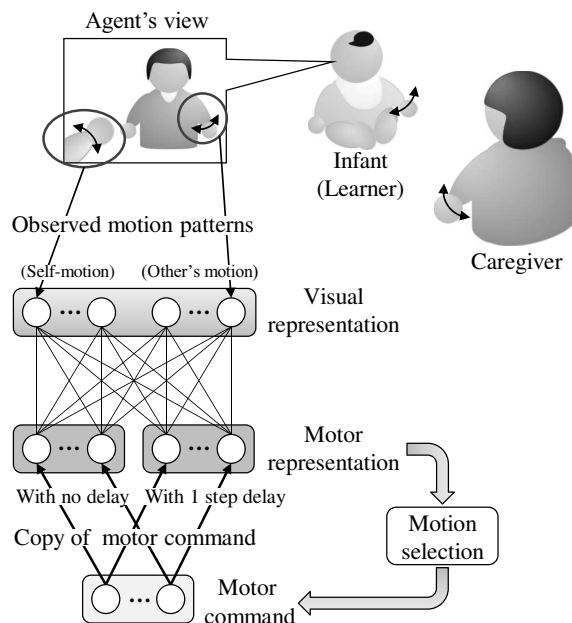 Agent's view
Infant
(Learner)
Caregiver
Observed motion patterns
(Self-motion)
(Other's motion)
Visual
representation
Motor
representation
With no delay
With 1 step delay
Copy of motor command
Motion
selection
Motor
command